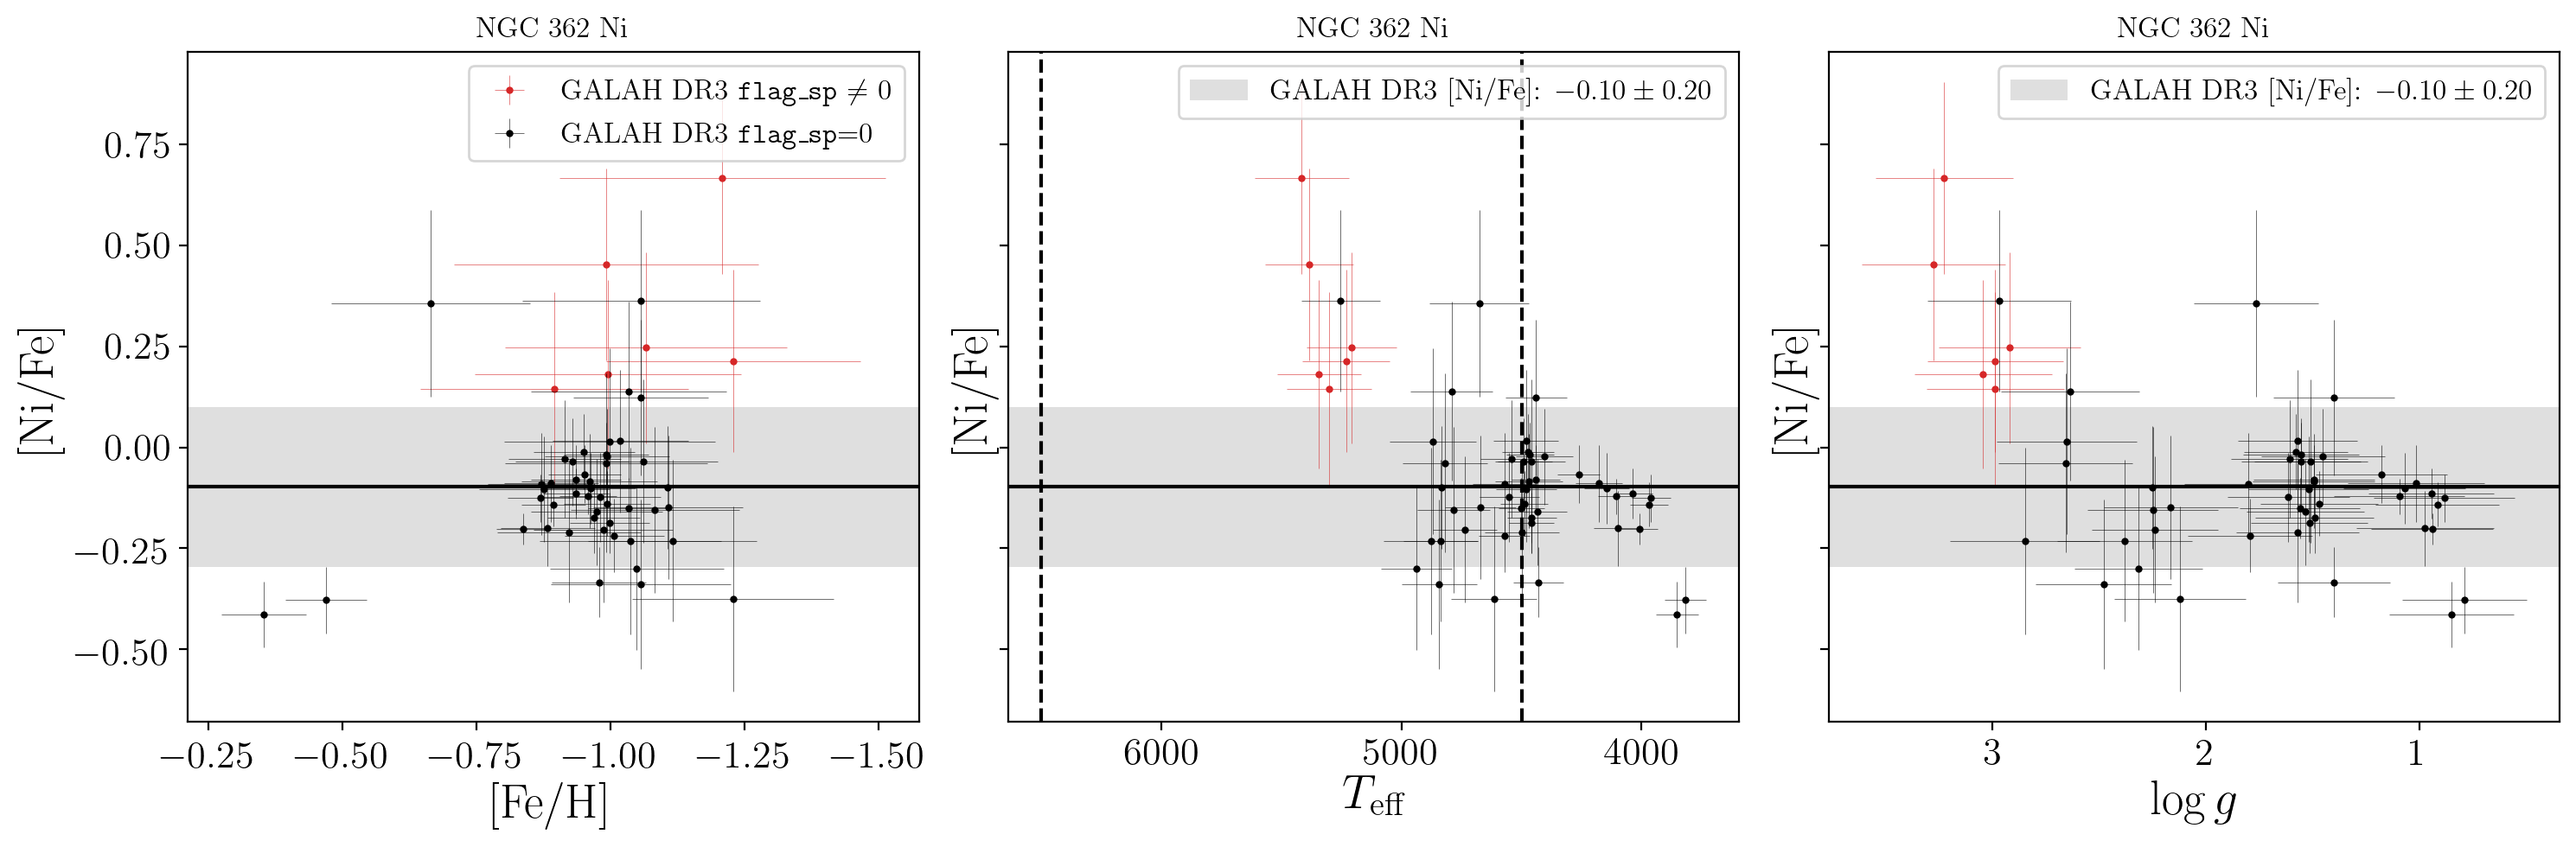 NGC 362 Ni
GALAH DR3 flag_sp ≠ 0
GALAH DR3 flag_sp=0
0.75
0.50
0.25
0.00
−0.25
−0.50
[Ni/Fe]
−0.25 −0.50 −0.75 −1.00 −1.25 −1.50
[Fe/H]
NGC 362 Ni
GALAH DR3 [Ni/Fe]: −0.10 ± 0.20
[Ni/Fe]
6000 5000 4000
T_eff
NGC 362 Ni
GALAH DR3 [Ni/Fe]: −0.10 ± 0.20
[Ni/Fe]
3 2 1
log g